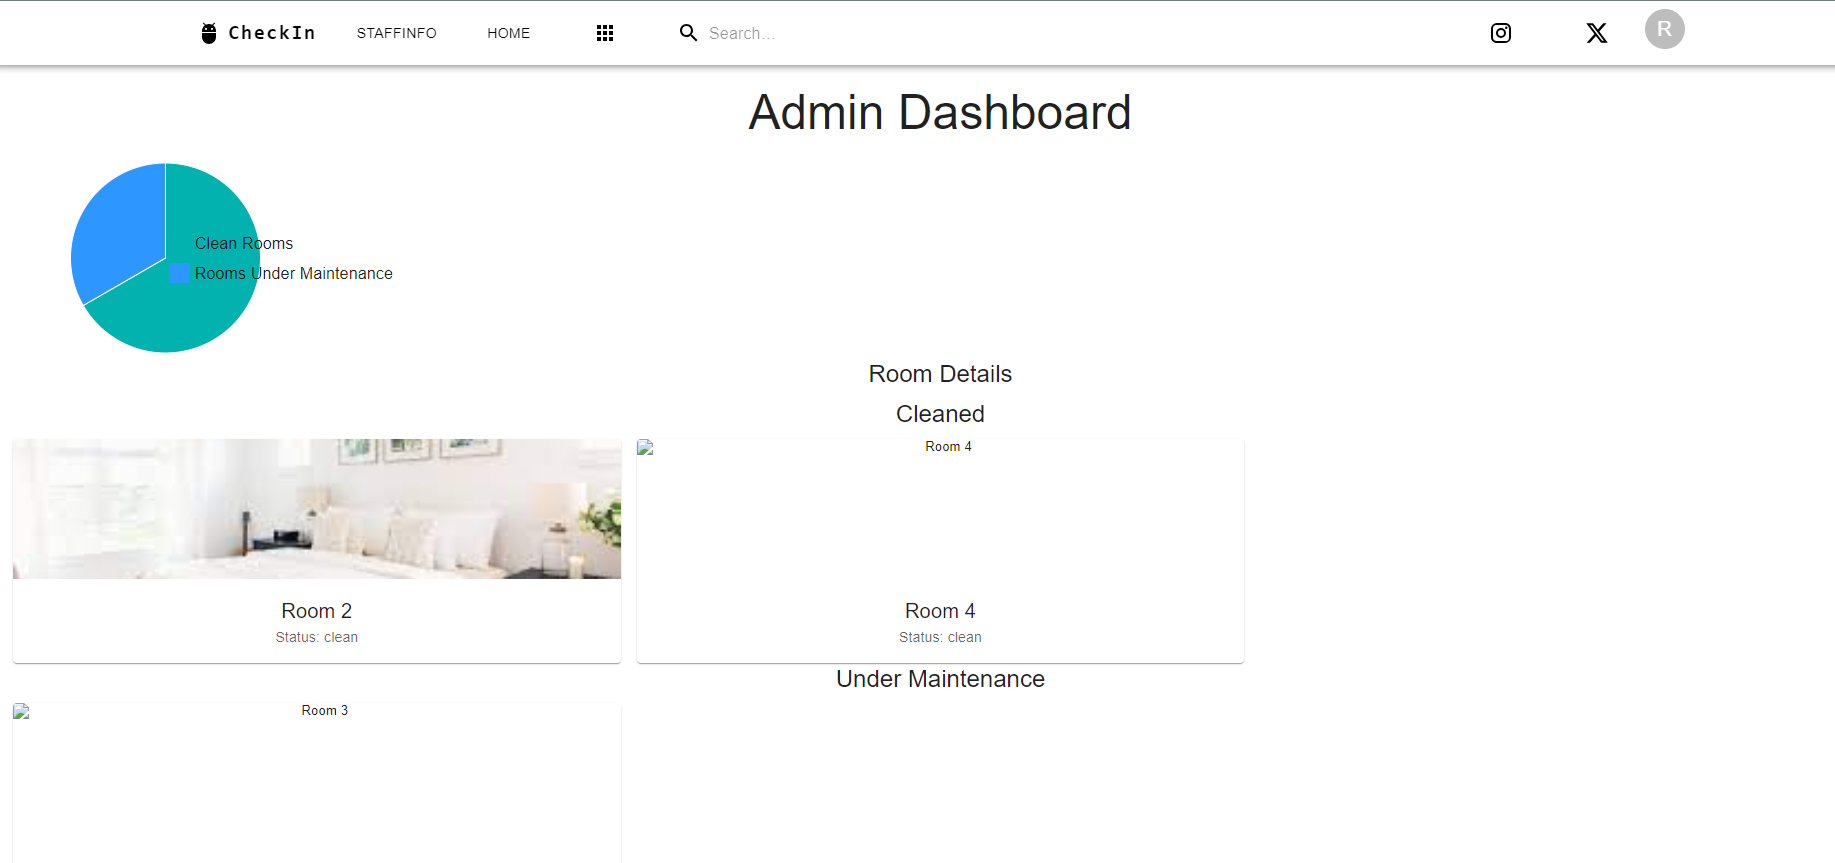 CheckIn STAFFINFO HOME Search… R
Admin Dashboard
Clean Rooms
Rooms Under Maintenance
Room Details
Cleaned
Room 4
Room 2
Status: clean
Room 4
Status: clean
Under Maintenance
Room 3